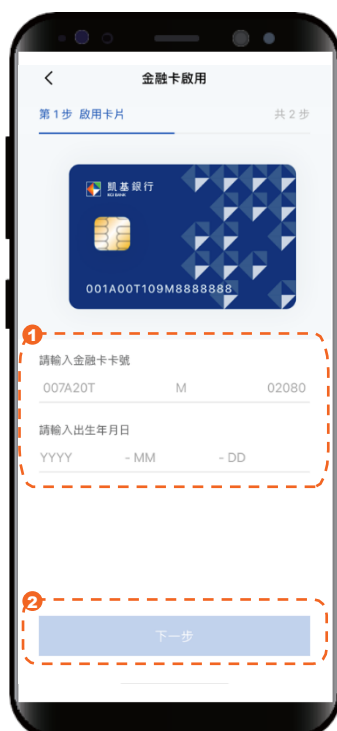 金融卡啟用
第1步 啟用卡片 共2步
凱基銀行
KGI BANK
001A00T109M8888888
1
請輸入金融卡卡號
007A20T M 02080
請輸入出生年月日
YYYY - MM - DD
2
下一步